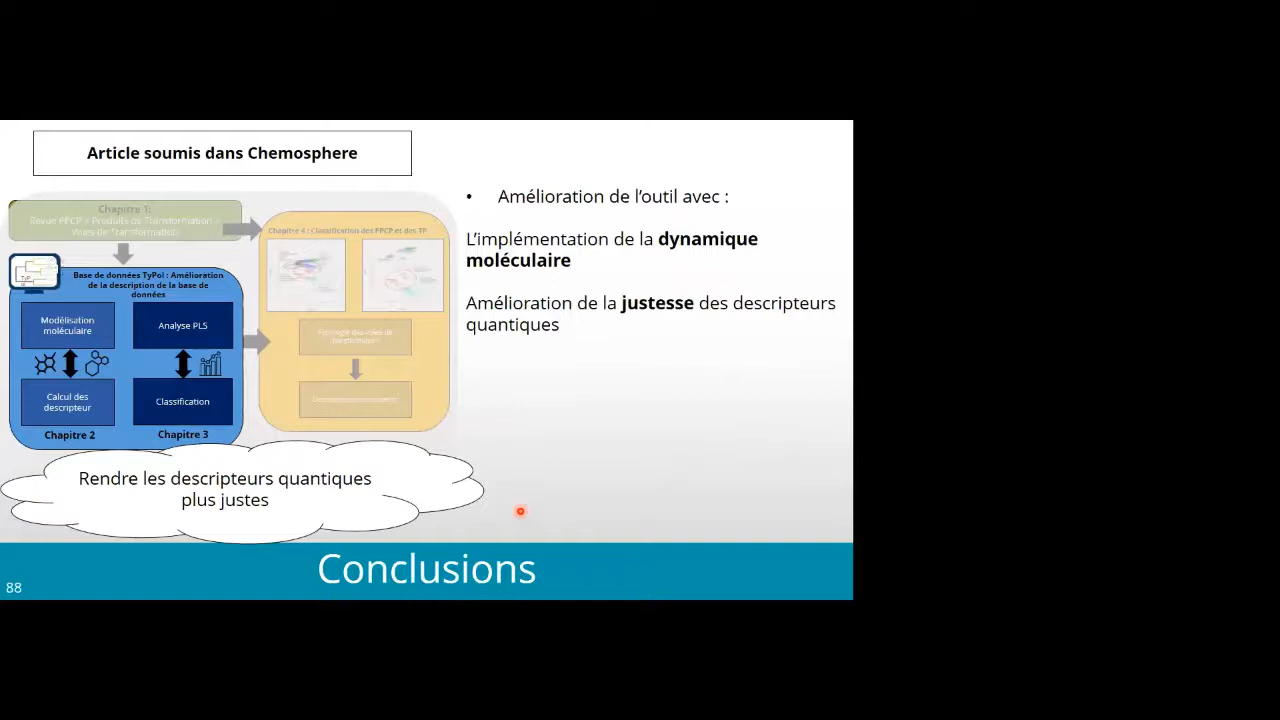 Article soumis dans Chemosphere
Chapitre 1:
Revue PPCP + Produits de Transformation +
Voies de Transformation
Chapitre 4 : Classification des PPCP et des TP
Base de données TyPol : Amélioration
de la description de la base de
données
Modélisation
moléculaire
Analyse PLS
Calcul des
descripteur
Classification
Chapitre 2
Chapitre 3
Rendre les descripteurs quantiques
plus justes
• Amélioration de l’outil avec :
L’implémentation de la dynamique
moléculaire
Amélioration de la justesse des descripteurs
quantiques
Conclusions
88